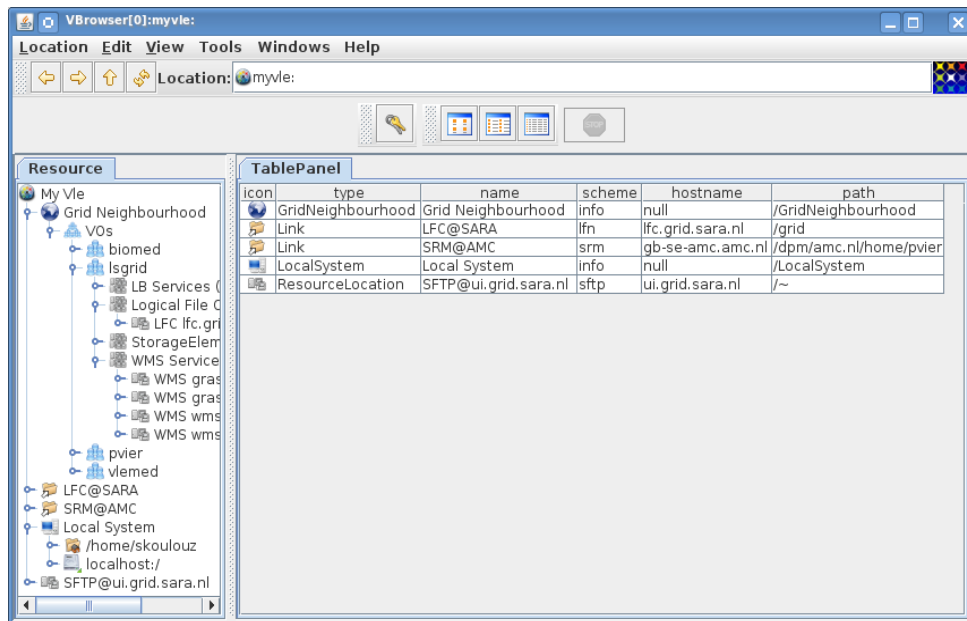 VBrowser[0]:myvle:
Location Edit View Tools Windows Help
Location: myvle:
STOP
Resource
TablePanel
My Vle
Grid Neighbourhood
VOs
biomed
lsgrid
LB Services (
Logical File C
LFC lfc.gri
StorageElem
WMS Service
WMS gras
WMS gras
WMS wms
WMS wms
pvier
vlemed
LFC@SARA
SRM@AMC
Local System
/home/skoulouz
localhost:/
SFTP@ui.grid.sara.nl
icon type name scheme hostname path
GridNeighbourhood Grid Neighbourhood info null /GridNeighbourhood
Link LFC@SARA lfn lfc.grid.sara.nl /grid
Link SRM@AMC srm gb-se-amc.amc.nl /dpm/amc.nl/home/pvier
LocalSystem Local System info null /LocalSystem
ResourceLocation SFTP@ui.grid.sara.nl sftp ui.grid.sara.nl /~